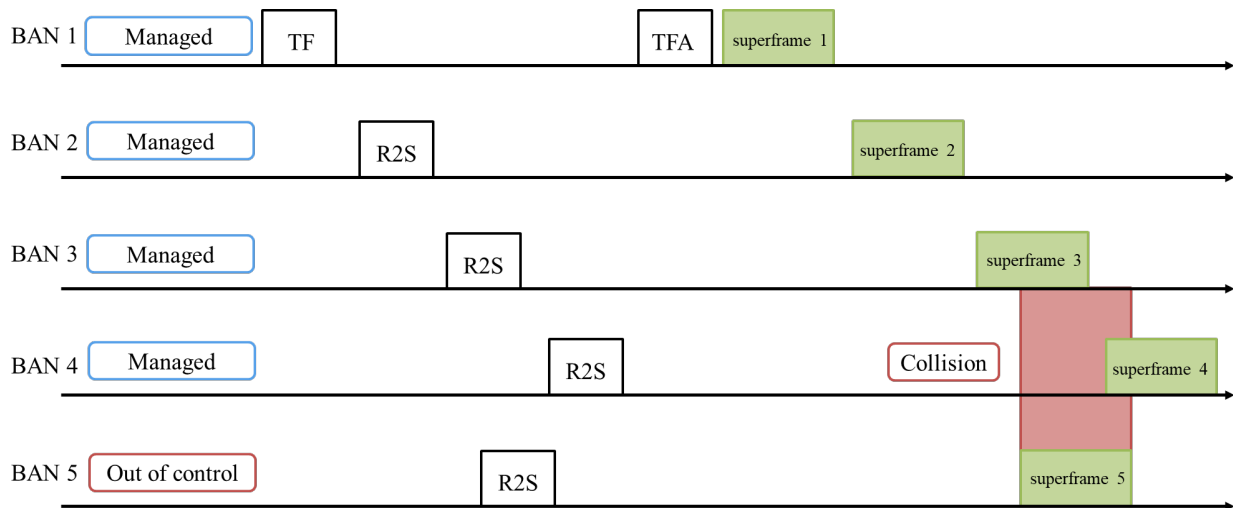 BAN 1 Managed TF TFA superframe 1
BAN 2 Managed R2S superframe 2
BAN 3 Managed R2S superframe 3
BAN 4 Managed R2S Collision superframe 4
BAN 5 Out of control R2S superframe 5